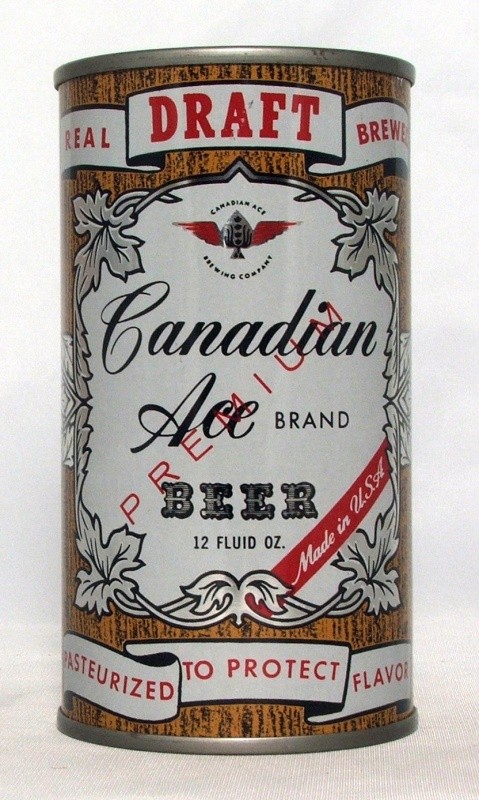 REAL DRAFT BREWE
CANADIAN ACE
BREWING COMPANY
Canadian
Ace BRAND
PREMIUM
BEER
12 FLUID OZ.
Made in U.S.A
PASTEURIZED TO PROTECT FLAVOR